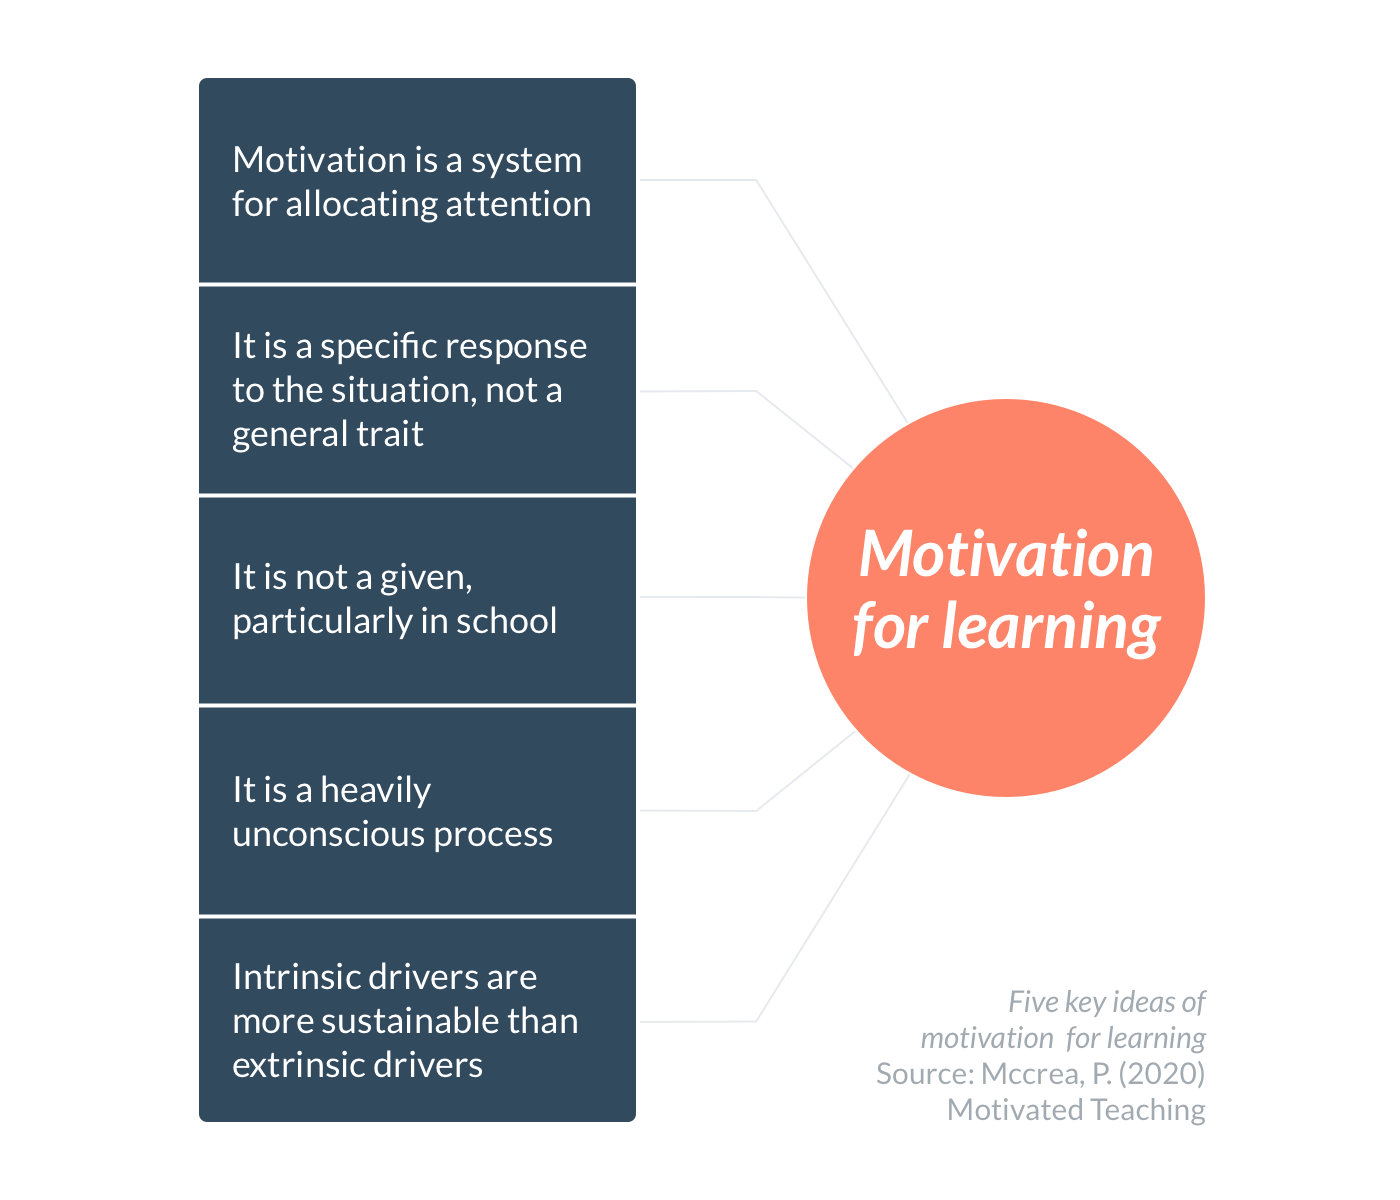 Motivation is a system
for allocating attention
It is a specific response
to the situation, not a
general trait
It is not a given,
particularly in school
It is a heavily
unconscious process
Intrinsic drivers are
more sustainable than
extrinsic drivers
Motivation
for learning
Five key ideas of
motivation for learning
Source: Mccrea, P. (2020)
Motivated Teaching